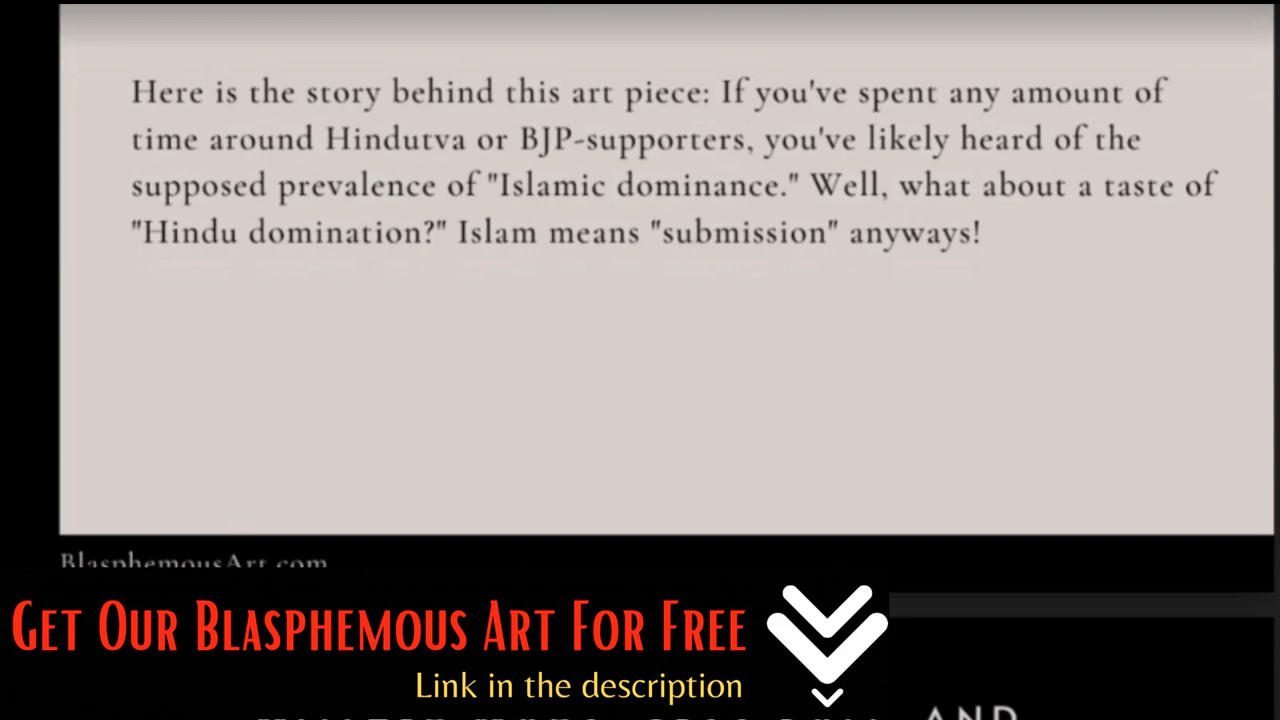 Here is the story behind this art piece: If you've spent any amount of
time around Hindutva or BJP-supporters, you've likely heard of the
supposed prevalence of "Islamic dominance." Well, what about a taste of
"Hindu domination?" Islam means "submission" anyways!
BlasphemousArt.com
Get Our Blasphemous Art For Free
Link in the description
AND